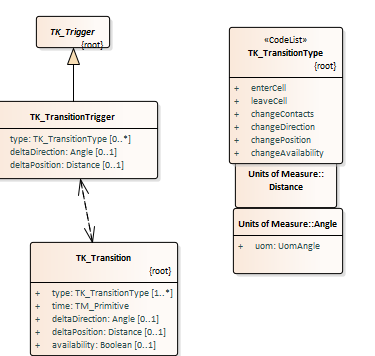 TK_Trigger
{root}
TK_TransitionTrigger
type: TK_TransitionType [0..*]
deltaDirection: Angle [0..1]
deltaPosition: Distance [0..1]
TK_Transition
{root}
+ type: TK_TransitionType [1..*]
+ time: TM_Primitive
+ deltaDirection: Angle [0..1]
+ deltaPosition: Distance [0..1]
+ availability: Boolean [0..1]
«CodeList»
TK_TransitionType
{root}
+ enterCell
+ leaveCell
+ changeContacts
+ changeDirection
+ changePosition
+ changeAvailability
Units of Measure::
Distance
Units of Measure::Angle
+ uom: UomAngle